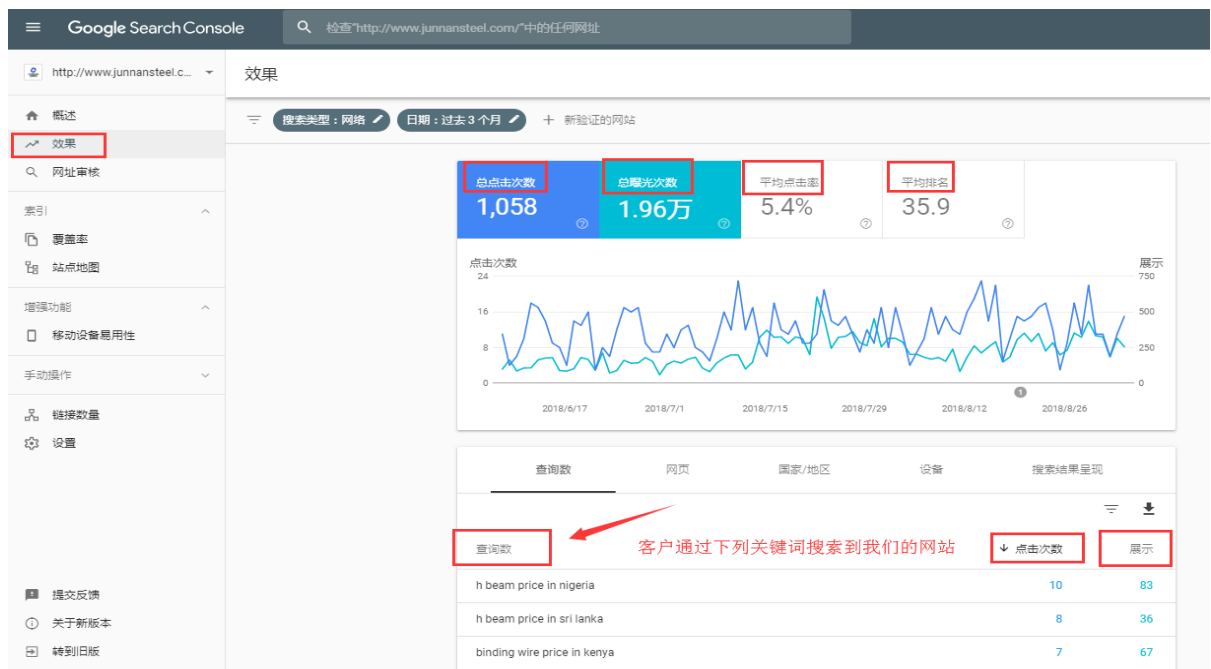 Google Search Console
检查"http://www.junnansteel.com/"中的任何网址
http://www.junnansteel.c...
效果
概述
效果
网址审核
索引
覆盖率
站点地图
增强功能
移动设备易用性
手动操作
链接数量
设置
提交反馈
关于新版本
转到旧版
搜索类型：网络
日期：过去 3 个月
+ 新验证的网站
总点击次数
1,058
总曝光次数
1.96万
平均点击率
5.4%
平均排名
35.9
点击次数
展示
24
16
8
0
750
500
250
0
2018/6/17 2018/7/1 2018/7/15 2018/7/29 2018/8/12 2018/8/26
1
查询数 网页 国家/地区 设备 搜索结果呈现
客户通过下列关键词搜索到我们的网站
查询数 点击次数 展示
h beam price in nigeria 10 83
h beam price in sri lanka 8 36
binding wire price in kenya 7 67